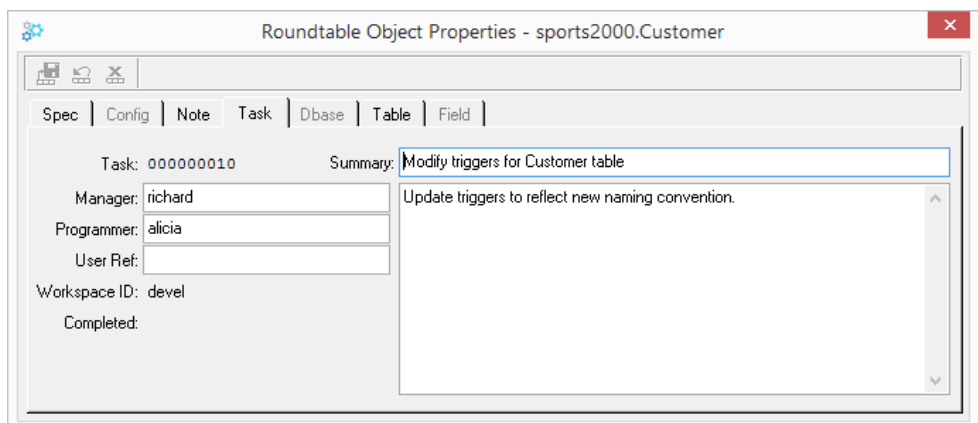 Roundtable Object Properties - sports2000.Customer
Spec Config Note Task Dbase Table Field
Task: 000000010 Summary: Modify triggers for Customer table
Manager: richard Update triggers to reflect new naming convention.
Programmer: alicia
User Ref:
Workspace ID: devel
Completed: